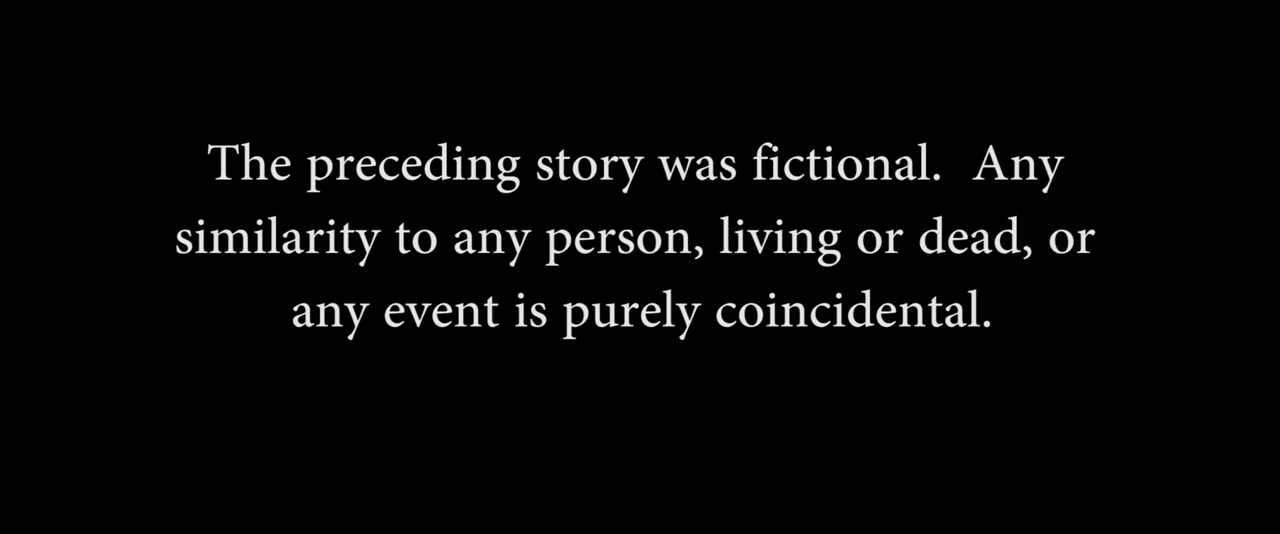 The preceding story was fictional.  Any
similarity to any person, living or dead, or
any event is purely coincidental.